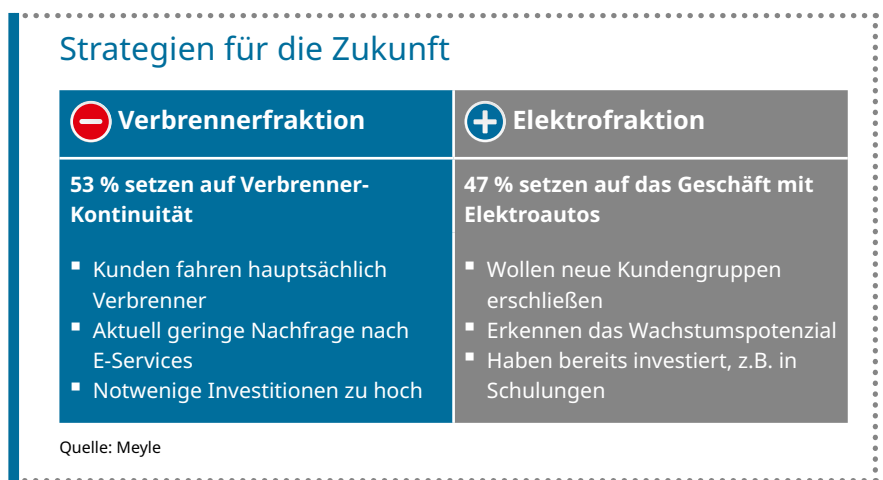 Strategien für die Zukunft
Verbrennerfraktion
53 % setzen auf Verbrenner-
Kontinuität
▪ Kunden fahren hauptsächlich
Verbrenner
▪ Aktuell geringe Nachfrage nach
E-Services
▪ Notwenige Investitionen zu hoch
Elektrofraktion
47 % setzen auf das Geschäft mit
Elektroautos
▪ Wollen neue Kundengruppen
erschließen
▪ Erkennen das Wachstumspotenzial
▪ Haben bereits investiert, z.B. in
Schulungen
Quelle: Meyle